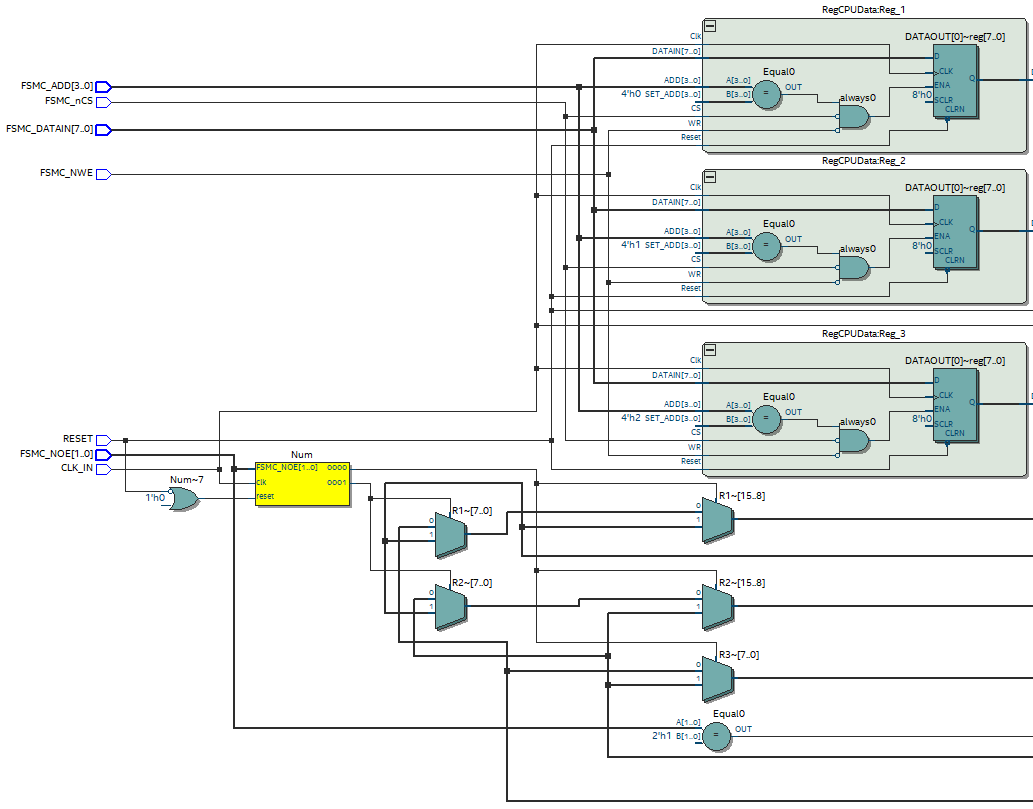 RegCPUData:Reg_1
Clk
DATAIN[7..0]
DATAOUT[0]~reg[7..0]
D
CLK
ENA
SCLR
CLRN
Q
8'h0
ADD[3..0]
4'h0 SET_ADD[3..0]
A[3..0]
B[3..0]
Equal0
=
OUT
always0
CS
WR
Reset
FSMC_ADD[3..0]
FSMC_nCS
FSMC_DATAIN[7..0]
FSMC_NWE
RegCPUData:Reg_2
Clk
DATAIN[7..0]
DATAOUT[0]~reg[7..0]
D
CLK
ENA
SCLR
CLRN
Q
8'h0
ADD[3..0]
4'h1 SET_ADD[3..0]
A[3..0]
B[3..0]
Equal0
=
OUT
always0
CS
WR
Reset
RegCPUData:Reg_3
Clk
DATAIN[7..0]
DATAOUT[0]~reg[7..0]
D
CLK
ENA
SCLR
CLRN
Q
8'h0
ADD[3..0]
4'h2 SET_ADD[3..0]
A[3..0]
B[3..0]
Equal0
=
OUT
always0
CS
WR
Reset
RESET
FSMC_NOE[1..0]
CLK_IN
Num~7
1'h0
Num
FSMC_NOE[1..0] 0000
clk 0001
reset
R1~[7..0]
0
1
R1~[15..8]
0
1
R2~[7..0]
0
1
R2~[15..8]
0
1
R3~[7..0]
0
1
Equal0
A[1..0]
2'h1 B[1..0]
=
OUT